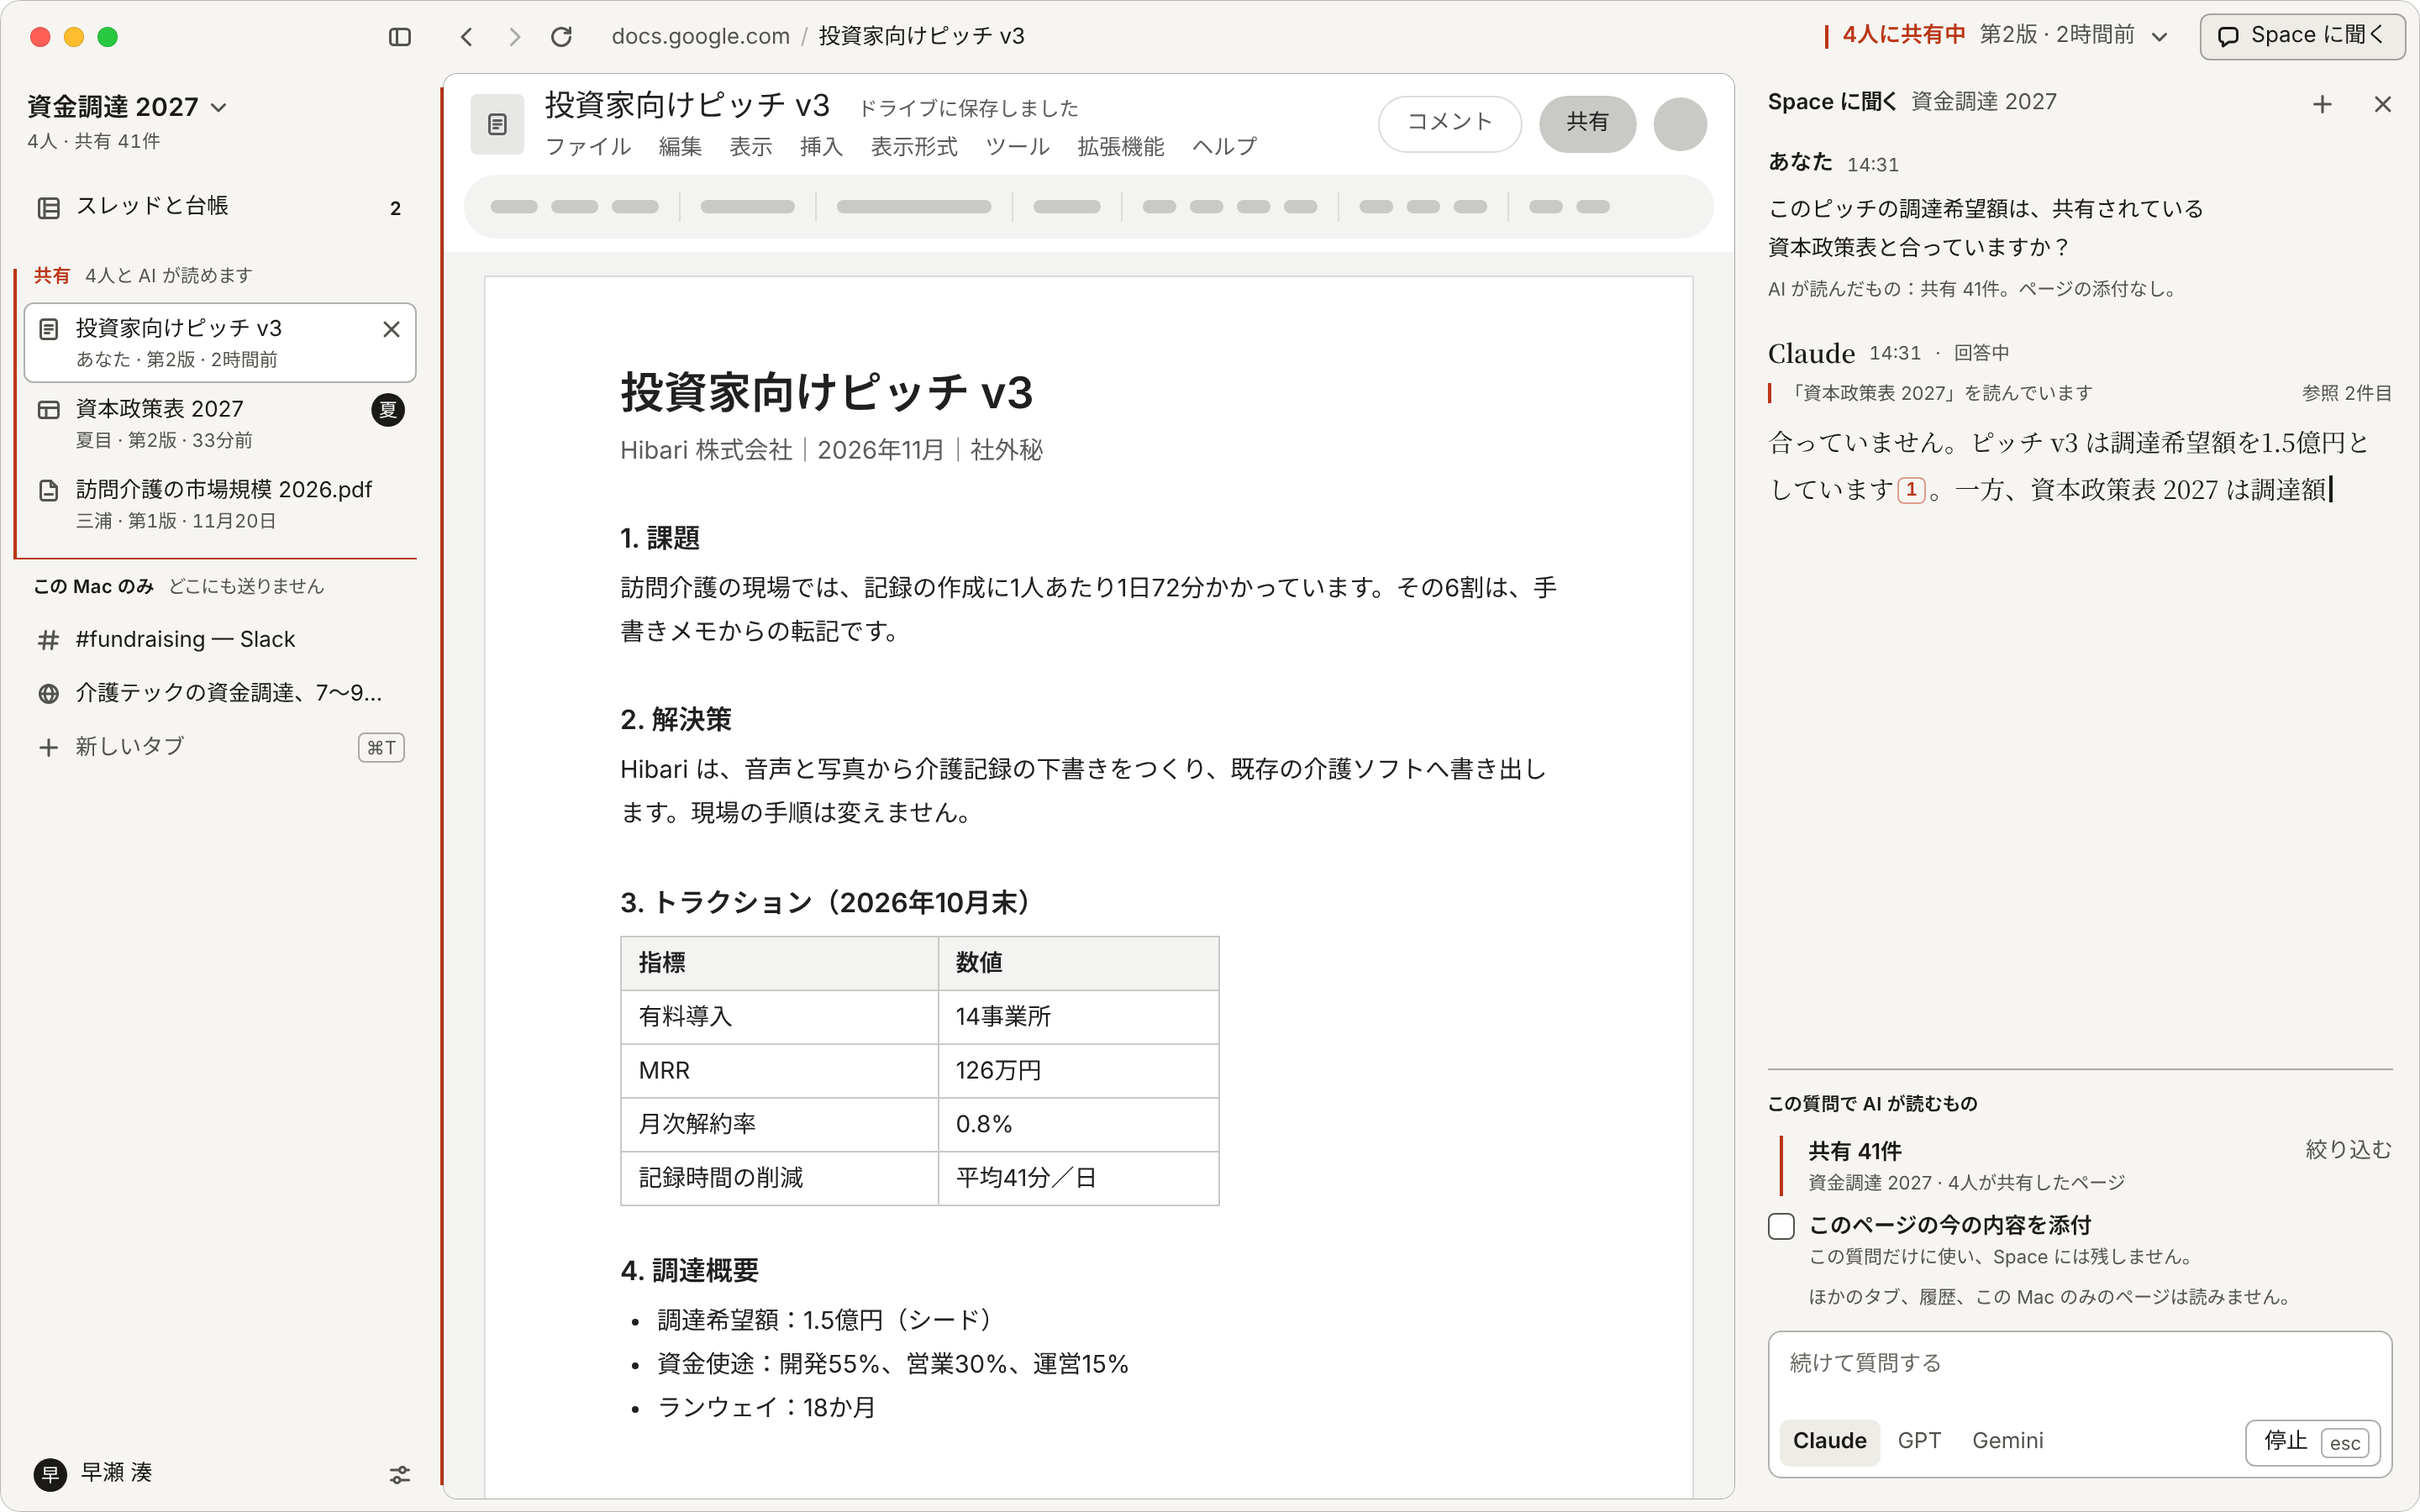 docs.google.com / 投資家向けピッチ v3
4人に共有中 第2版 · 2時間前
Space に聞く
資金調達 2027
4人 · 共有 41件
スレッドと台帳 2
共有 4人と AI が読めます
投資家向けピッチ v3
あなた · 第2版 · 2時間前
資本政策表 2027
夏
夏目 · 第2版 · 33分前
訪問介護の市場規模 2026.pdf
三浦 · 第1版 · 11月20日
この Mac のみ どこにも送りません
#fundraising — Slack
介護テックの資金調達、7〜9…
新しいタブ ⌘T
早 早瀬 湊
投資家向けピッチ v3 ドライブに保存しました
ファイル 編集 表示 挿入 表示形式 ツール 拡張機能 ヘルプ
コメント
共有
投資家向けピッチ v3
Hibari 株式会社｜2026年11月｜社外秘
1. 課題
訪問介護の現場では、記録の作成に1人あたり1日72分かかっています。その6割は、手
書きメモからの転記です。
2. 解決策
Hibari は、音声と写真から介護記録の下書きをつくり、既存の介護ソフトへ書き出し
ます。現場の手順は変えません。
3. トラクション（2026年10月末）
指標 数値
有料導入 14事業所
MRR 126万円
月次解約率 0.8%
記録時間の削減 平均41分／日
4. 調達概要
• 調達希望額：1.5億円（シード）
• 資金使途：開発55%、営業30%、運営15%
• ランウェイ：18か月
Space に聞く 資金調達 2027
あなた 14:31
このピッチの調達希望額は、共有されている
資本政策表と合っていますか？
AI が読んだもの：共有 41件。ページの添付なし。
Claude 14:31 · 回答中
「資本政策表 2027」を読んでいます 参照 2件目
合っていません。ピッチ v3 は調達希望額を1.5億円と
しています 1 。一方、資本政策表 2027 は調達額
この質問で AI が読むもの
共有 41件 絞り込む
資金調達 2027 · 4人が共有したページ
このページの今の内容を添付
この質問だけに使い、Space には残しません。
ほかのタブ、履歴、この Mac のみのページは読みません。
続けて質問する
Claude GPT Gemini 停止 esc